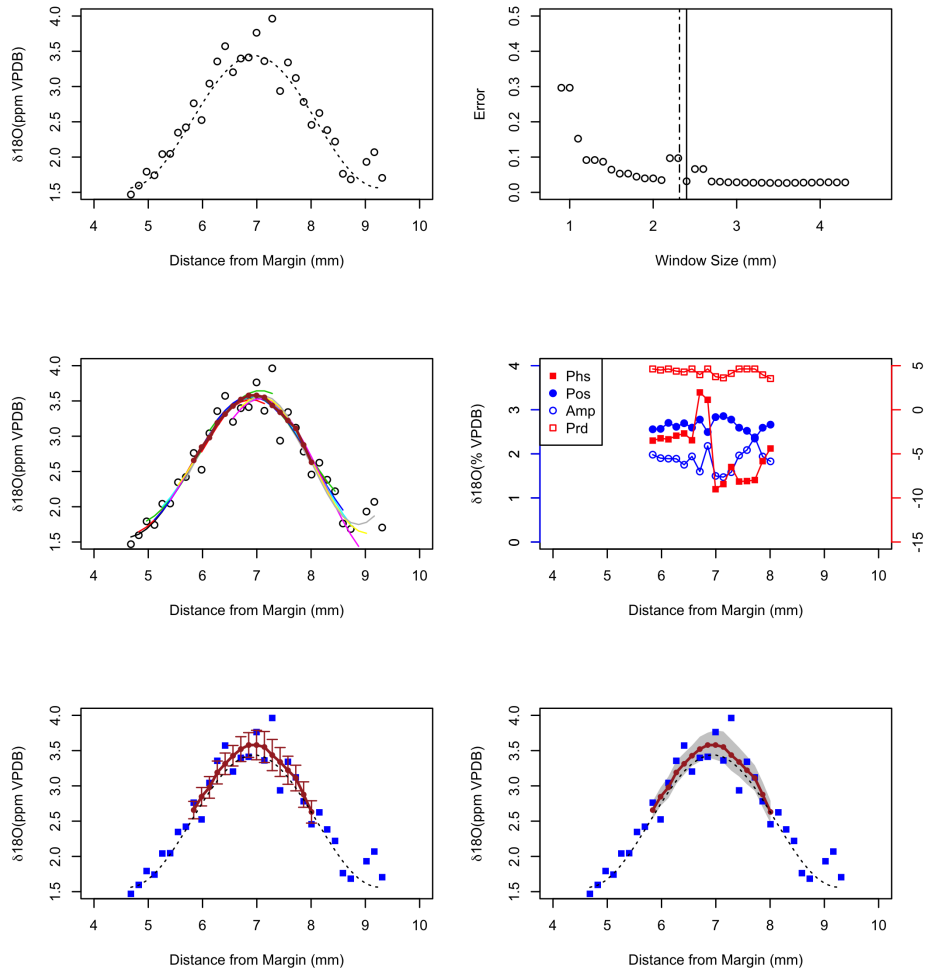 δ18O(ppm VPDB)
1.5 2.0 2.5 3.0 3.5 4.0
4 5 6 7 8 9 10
Distance from Margin (mm)
Error
0.0 0.1 0.2 0.3 0.4 0.5
1 2 3 4
Window Size (mm)
δ18O(ppm VPDB)
1.5 2.0 2.5 3.0 3.5 4.0
4 5 6 7 8 9 10
Distance from Margin (mm)
δ18O(% VPDB)
0 1 2 3 4
Phs
Pos
Amp
Prd
-15 -10 -5 0 5
4 5 6 7 8 9 10
Distance from Margin (mm)
δ18O(ppm VPDB)
1.5 2.0 2.5 3.0 3.5 4.0
4 5 6 7 8 9 10
Distance from Margin (mm)
δ18O(ppm VPDB)
1.5 2.0 2.5 3.0 3.5 4.0
4 5 6 7 8 9 10
Distance from Margin (mm)